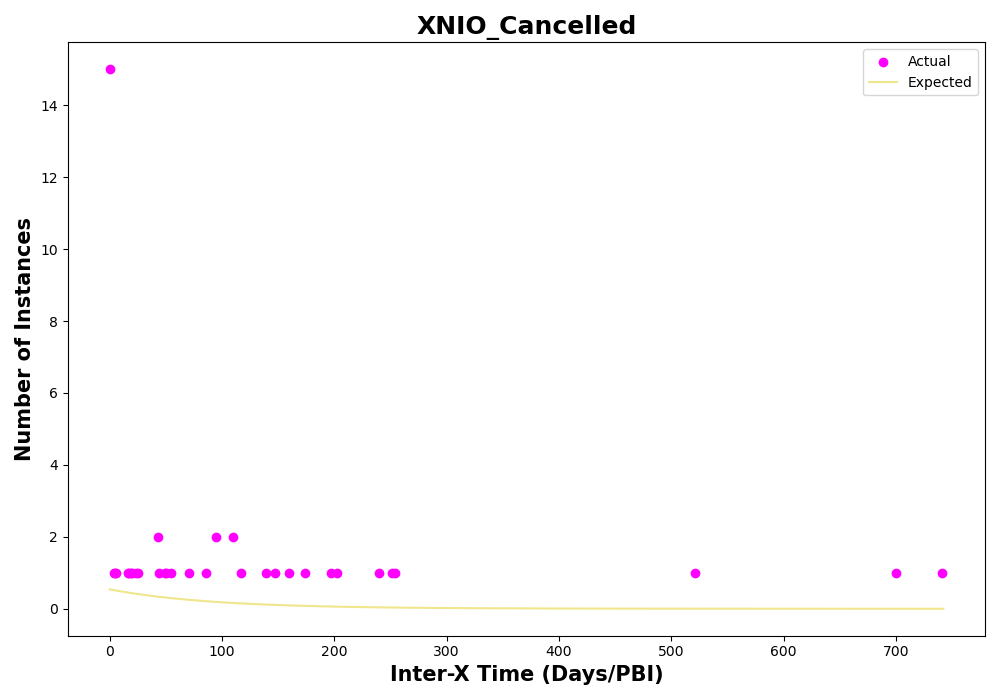 XNIO_Cancelled
Actual
Expected
Number of Instances
14
12
10
8
6
4
2
0
0 100 200 300 400 500 600 700
Inter-X Time (Days/PBI)